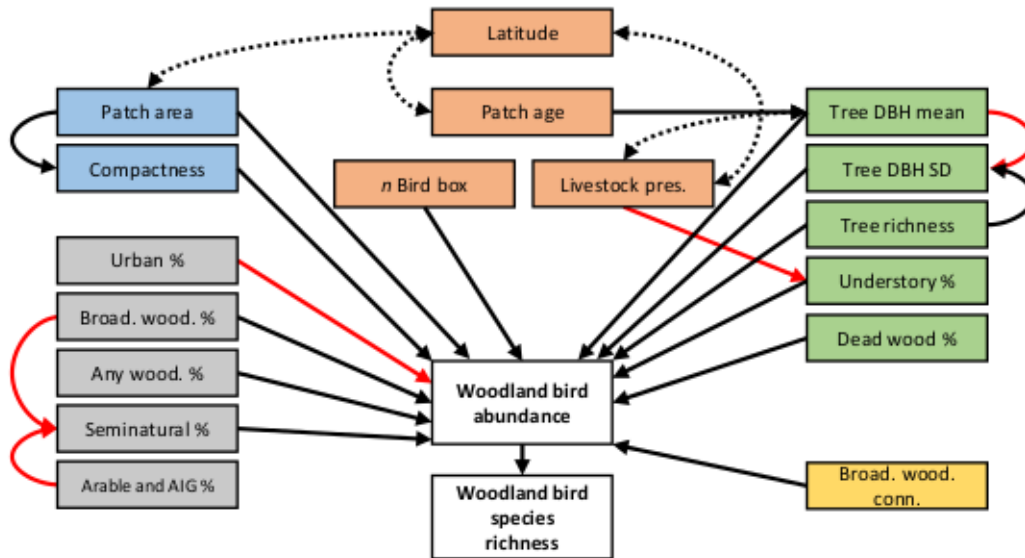 Latitude
Patch area
Patch age
Tree DBH mean
Compactness
n Bird box
Livestock pres.
Tree DBH SD
Tree richness
Urban %
Understory %
Broad. wood. %
Dead wood %
Any wood. %
Woodland bird
abundance
Seminatural %
Arable and AIG %
Broad. wood.
conn.
Woodland bird
species
richness